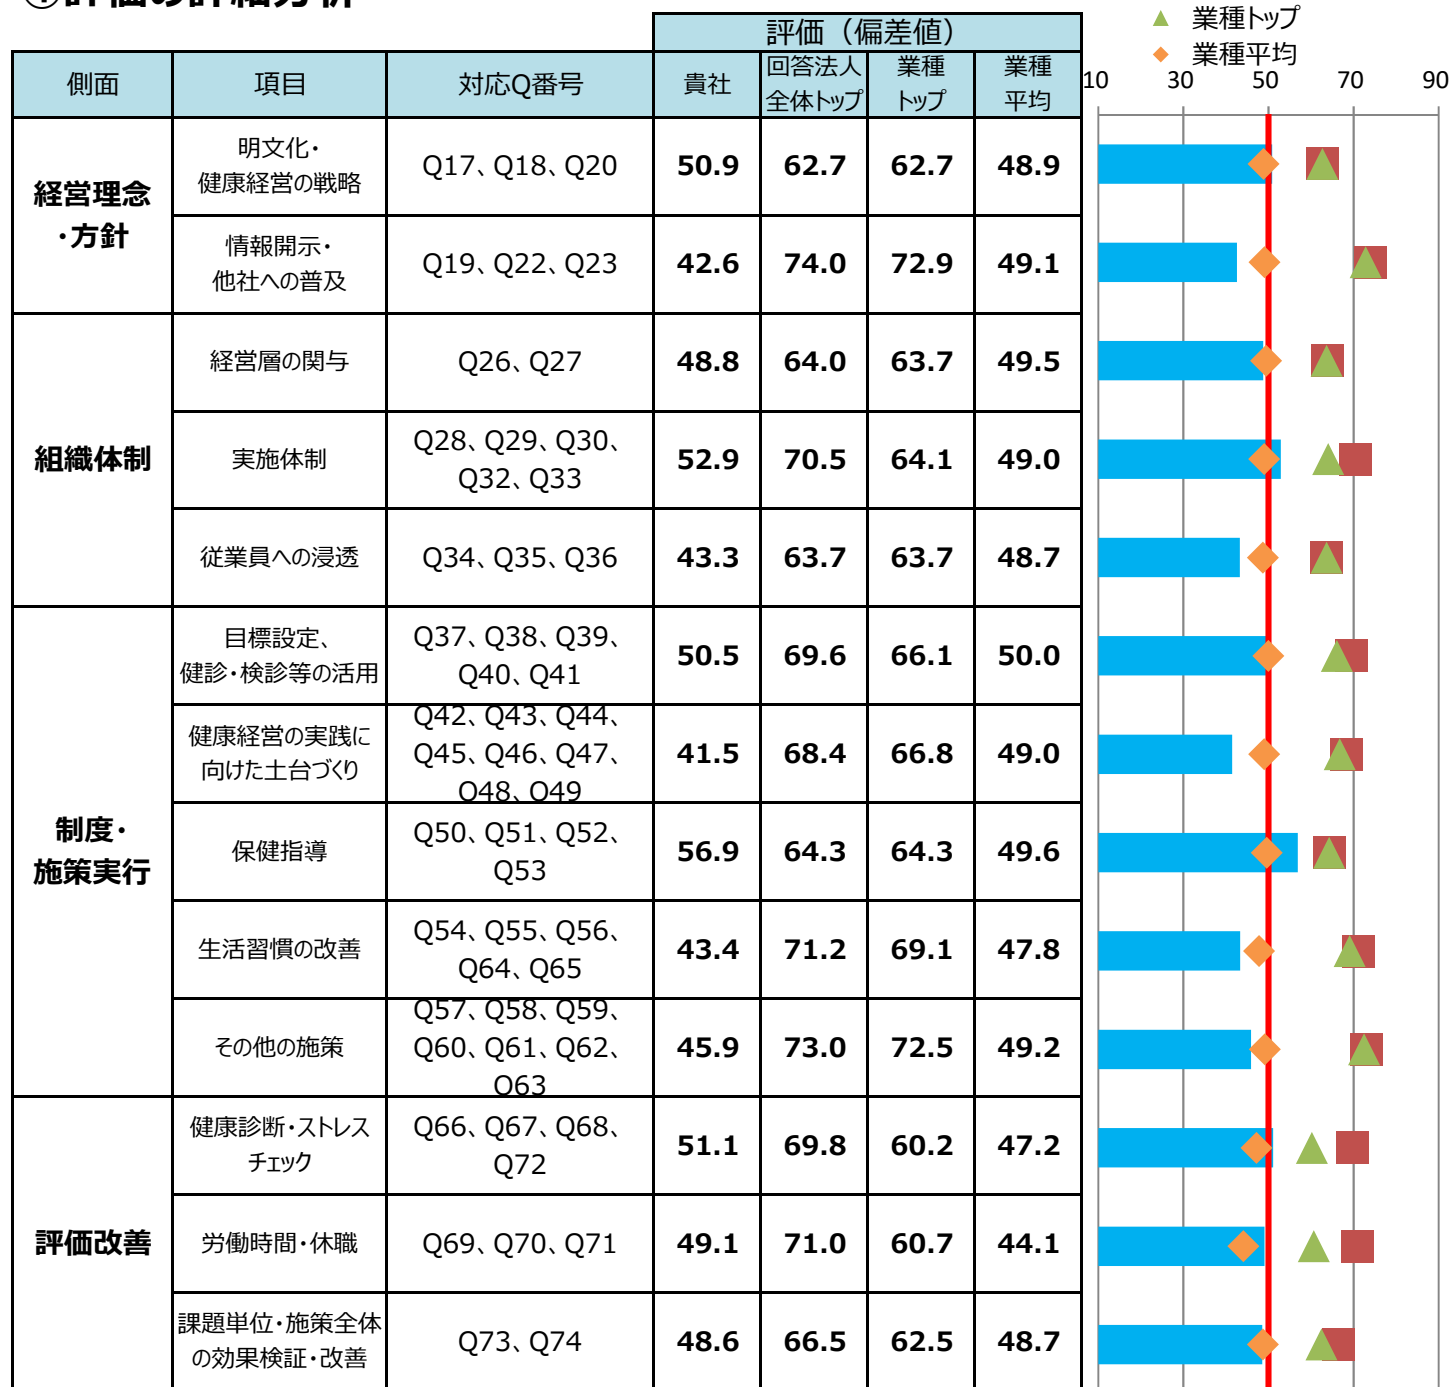 ④評価の詳細分析
▲ 業種トップ
◆ 業種平均
評価（偏差値）
側面 項目 対応Q番号 貴社 回答法人 業種 業種
全体トップ トップ 平均
10 30 50 70 90
経営理念
・方針
明文化・
健康経営の戦略
Q17、Q18、Q20 50.9 62.7 62.7 48.9
情報開示・
他社への普及
Q19、Q22、Q23 42.6 74.0 72.9 49.1
組織体制
経営層の関与 Q26、Q27 48.8 64.0 63.7 49.5
実施体制
Q28、Q29、Q30、
Q32、Q33
52.9 70.5 64.1 49.0
従業員への浸透 Q34、Q35、Q36 43.3 63.7 63.7 48.7
制度・
施策実行
目標設定、
健診・検診等の活用
Q37、Q38、Q39、
Q40、Q41
50.5 69.6 66.1 50.0
健康経営の実践に
向けた土台づくり
Q42、Q43、Q44、
Q45、Q46、Q47、
Q48、Q49
41.5 68.4 66.8 49.0
保健指導
Q50、Q51、Q52、
Q53
56.9 64.3 64.3 49.6
生活習慣の改善
Q54、Q55、Q56、
Q64、Q65
43.4 71.2 69.1 47.8
その他の施策
Q57、Q58、Q59、
Q60、Q61、Q62、
Q63
45.9 73.0 72.5 49.2
評価改善
健康診断・ストレス
チェック
Q66、Q67、Q68、
Q72
51.1 69.8 60.2 47.2
労働時間・休職 Q69、Q70、Q71 49.1 71.0 60.7 44.1
課題単位・施策全体
の効果検証・改善
Q73、Q74 48.6 66.5 62.5 48.7